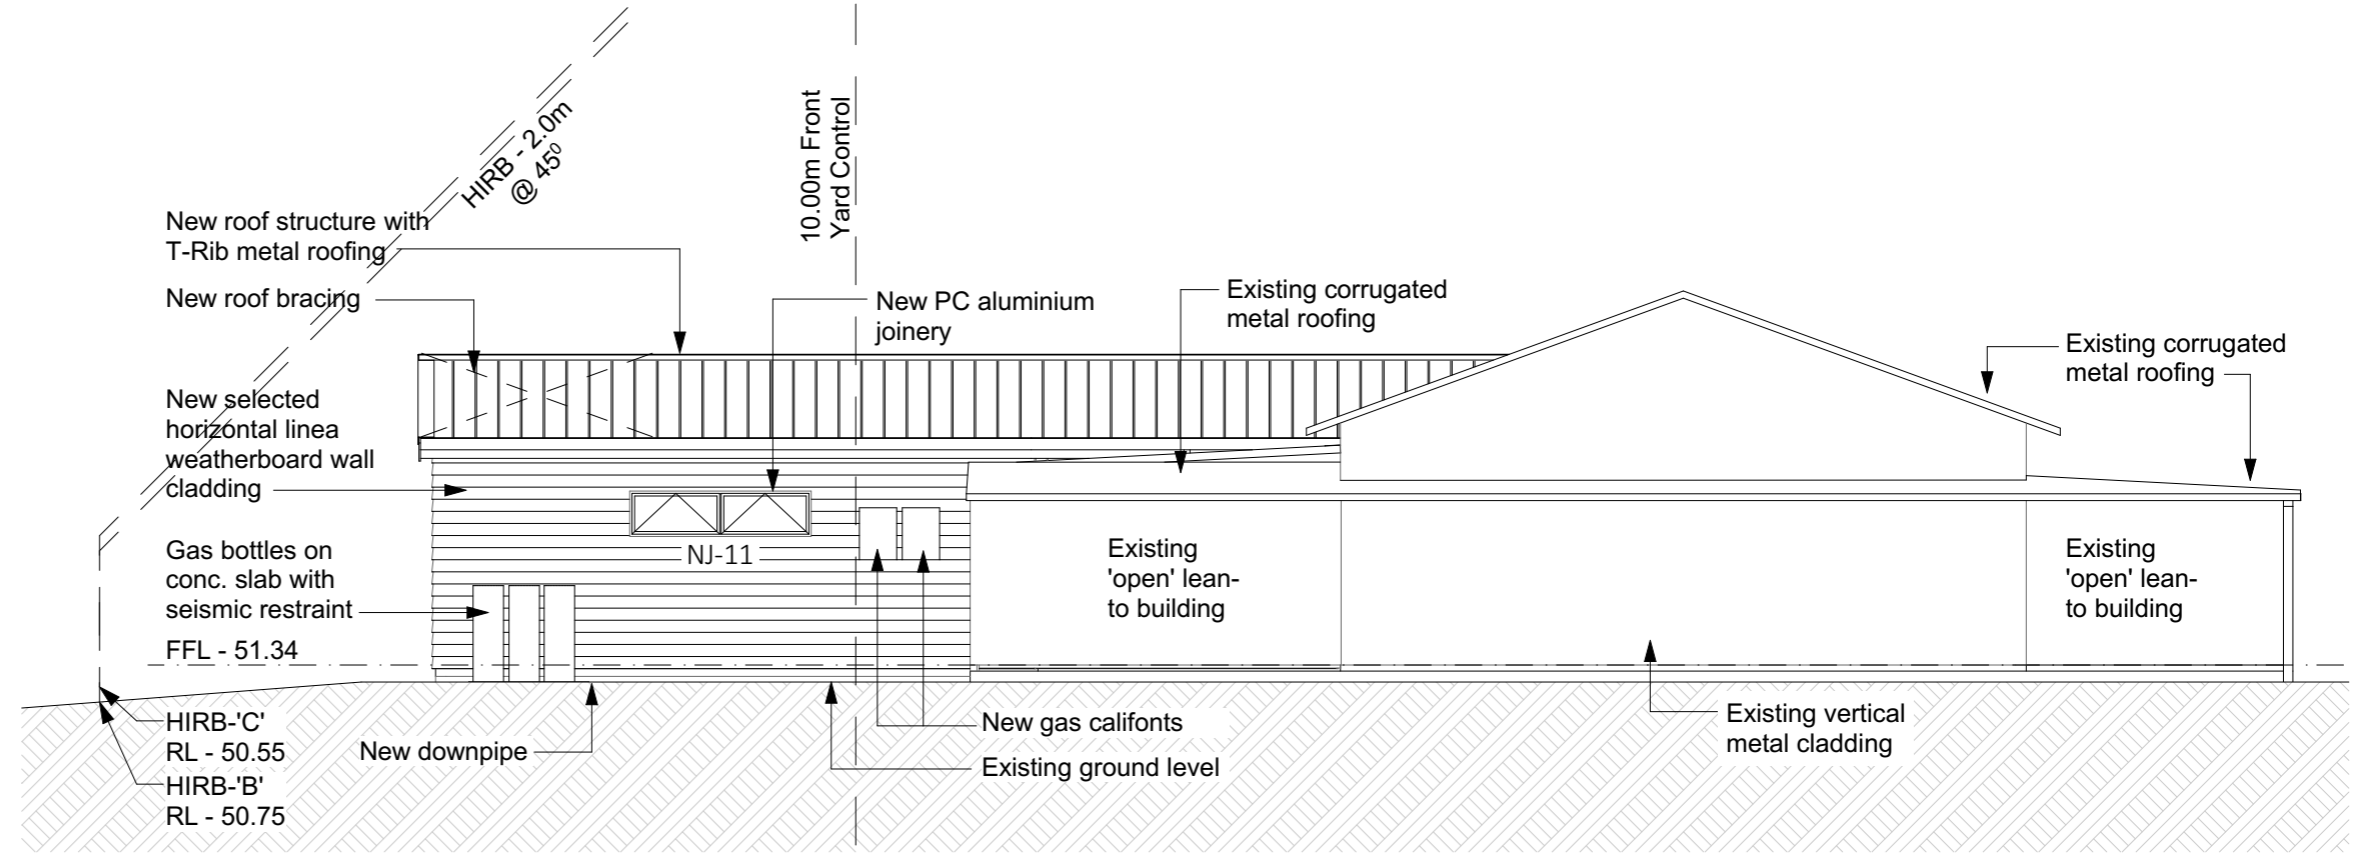 HIRB - 2.0m
@ 45⁰
10.00m Front
Yard Control
New roof structure with
T-Rib metal roofing
New roof bracing
New PC aluminium
joinery
Existing corrugated
metal roofing
Existing corrugated
metal roofing
New selected
horizontal linea
weatherboard wall
cladding
NJ-11
Gas bottles on
conc. slab with
seismic restraint
Existing
'open' lean-
to building
Existing
'open' lean-
to building
FFL - 51.34
HIRB-'C'
RL - 50.55
HIRB-'B'
RL - 50.75
New downpipe
New gas califonts
Existing ground level
Existing vertical
metal cladding